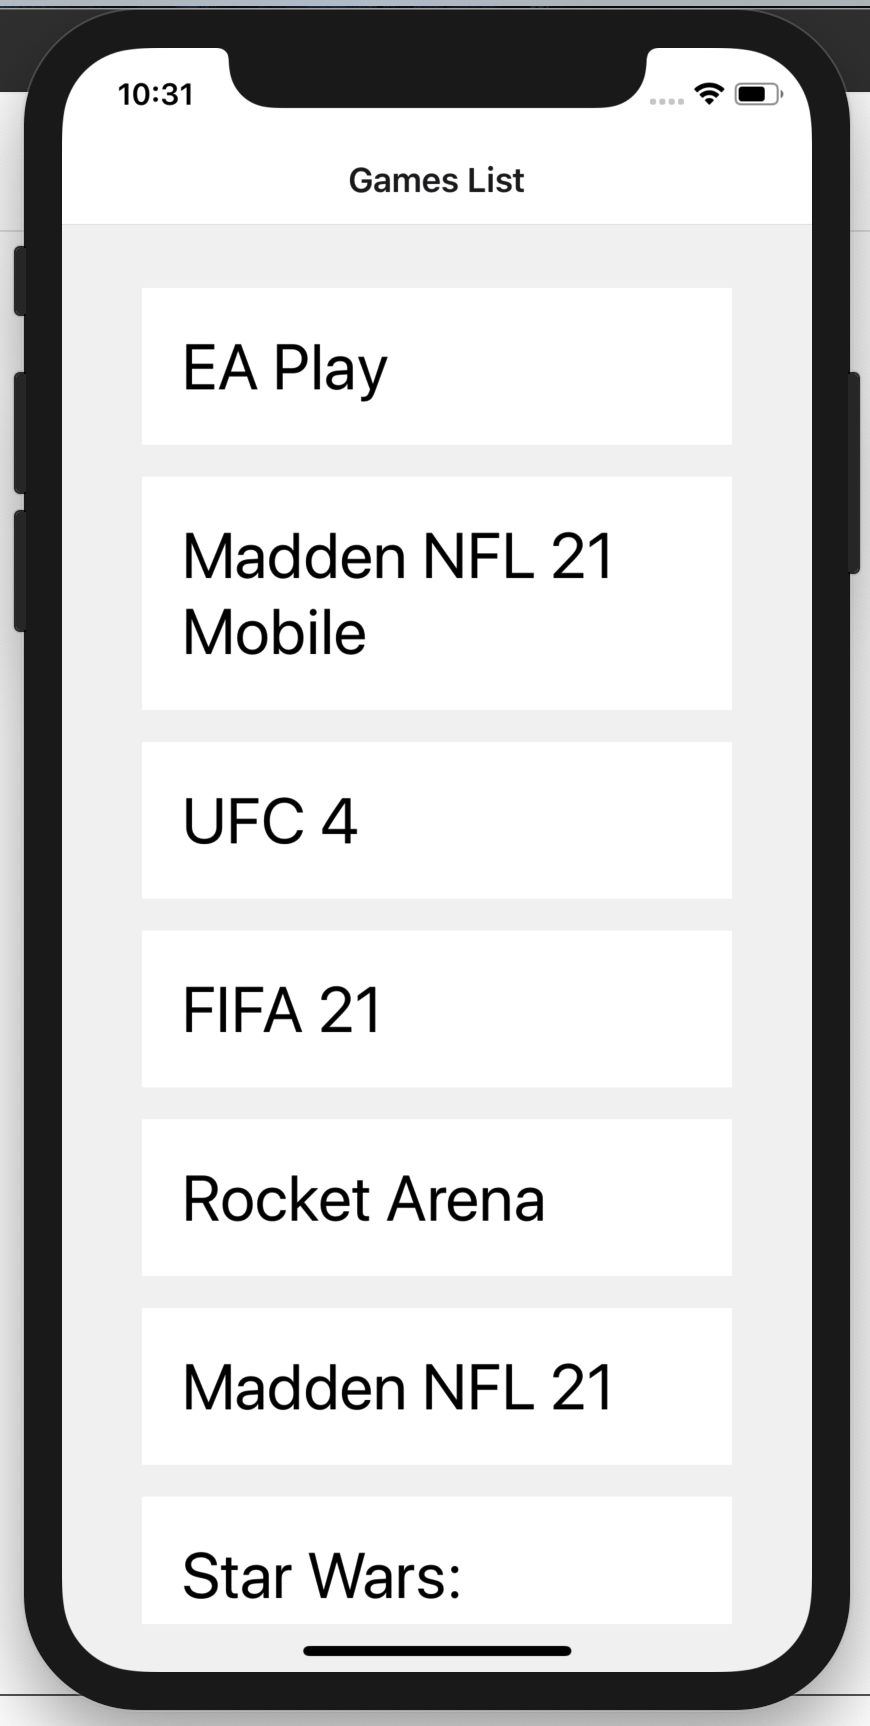 10:31
Games List
EA Play
Madden NFL 21
Mobile
UFC 4
FIFA 21
Rocket Arena
Madden NFL 21
Star Wars: